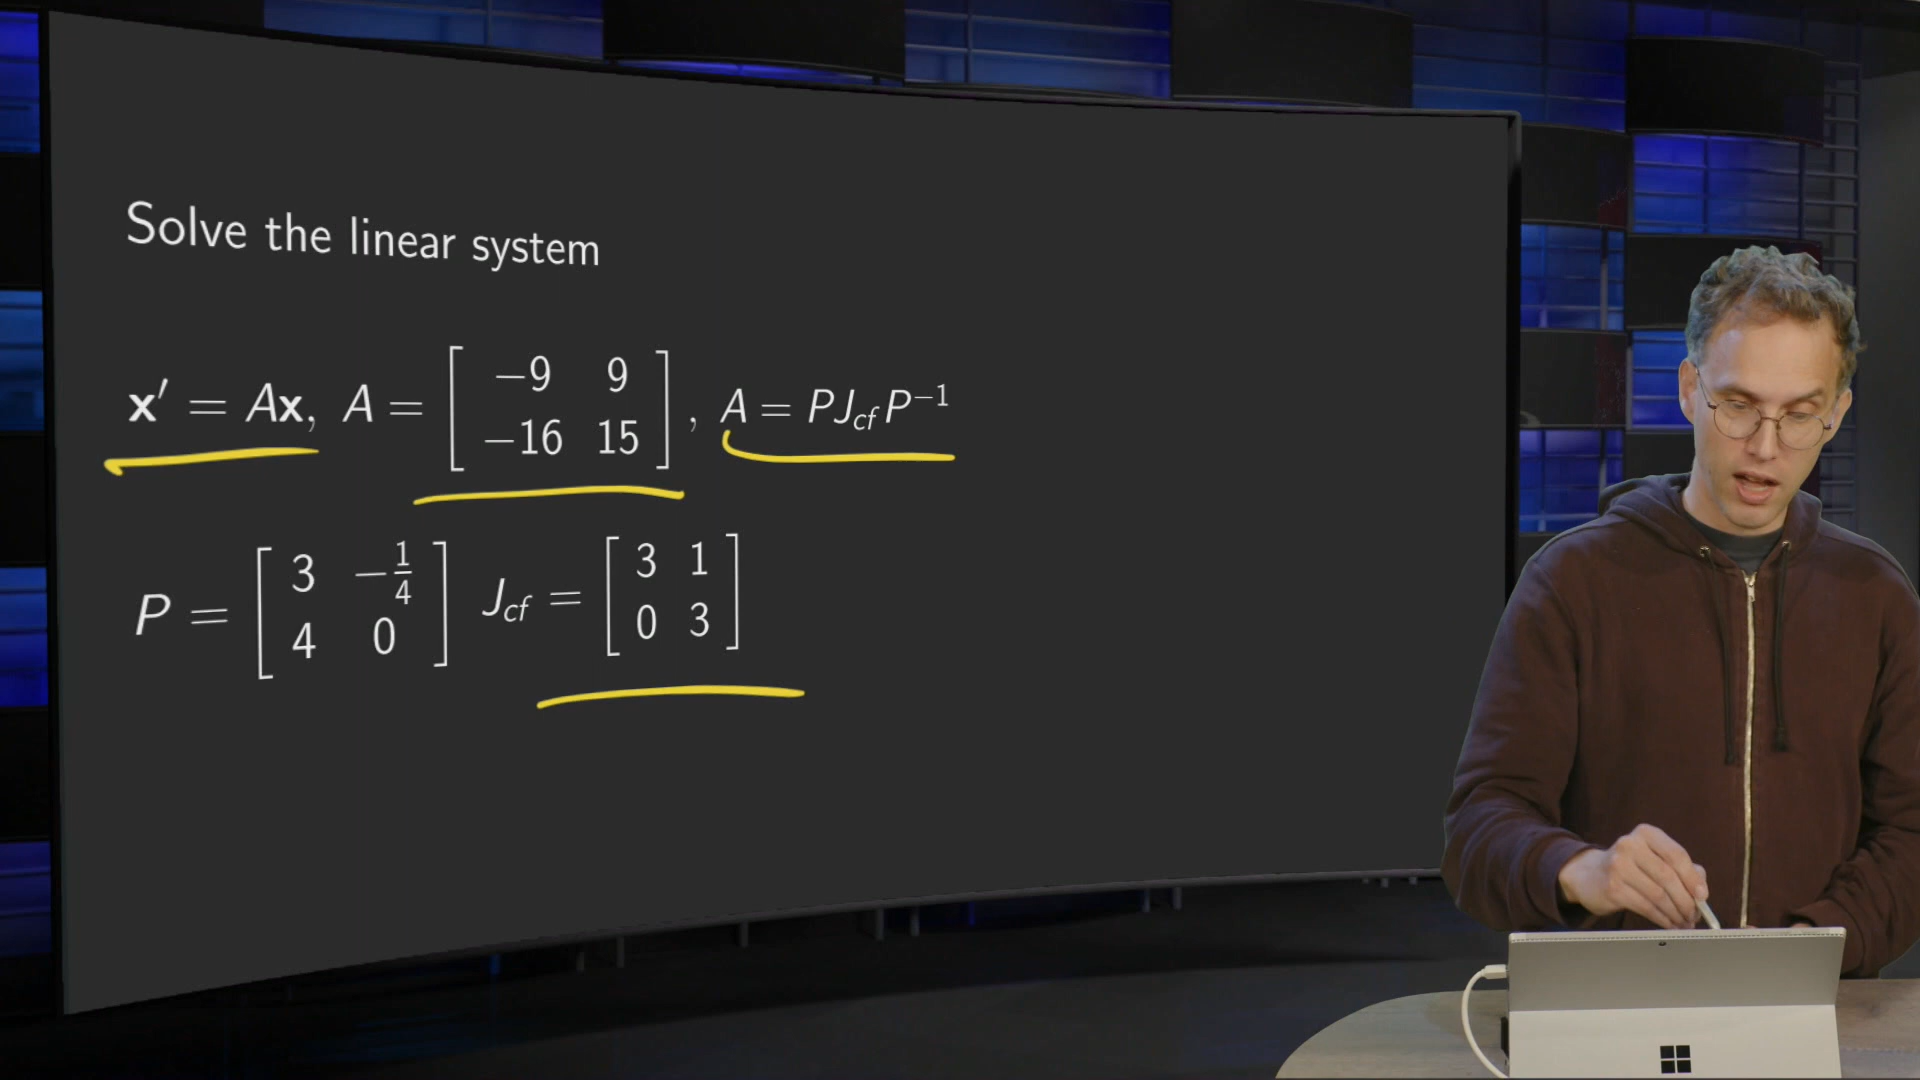 Solve the linear system
𝐱′ = A𝐱, A = [ −9 9 ; −16 15 ], A = PJ_cf P⁻¹
P = [ 3 −1/4 ; 4 0 ] J_cf = [ 3 1 ; 0 3 ]